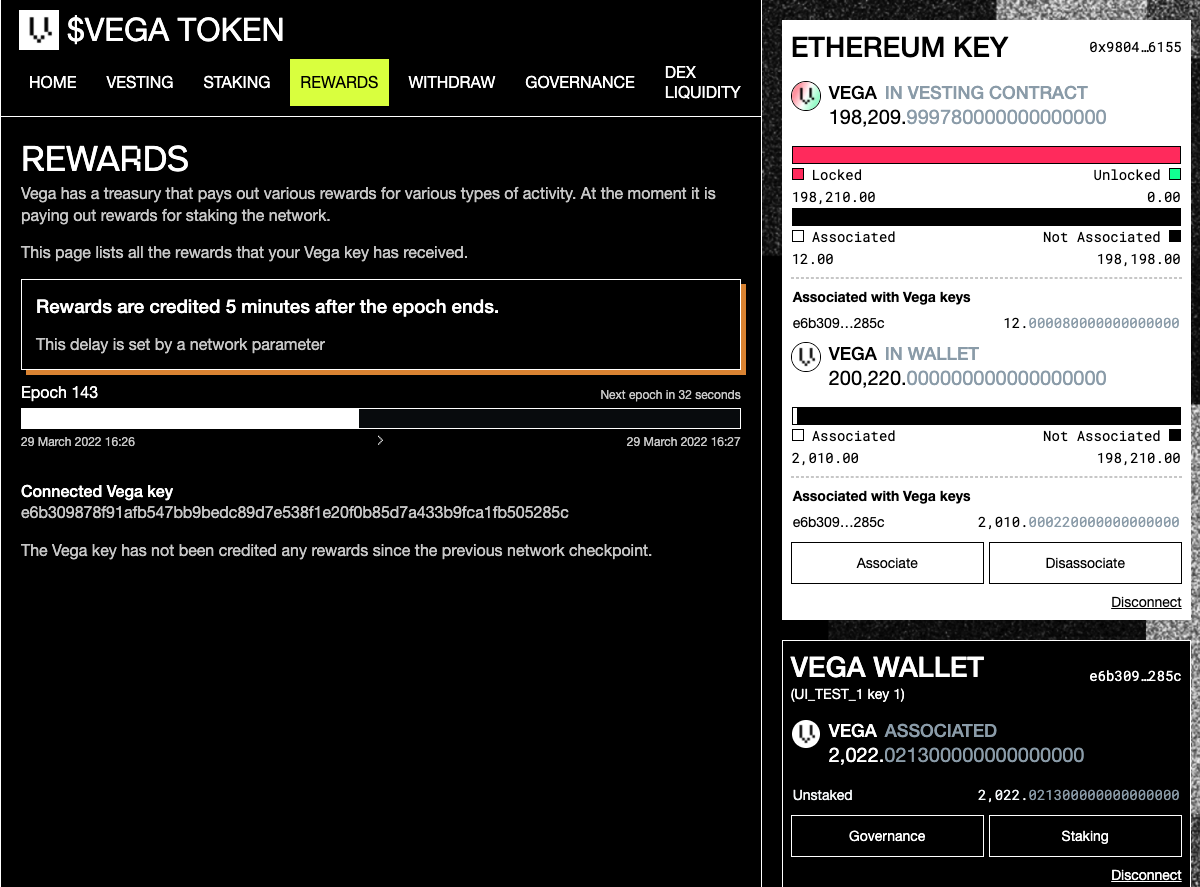 $VEGA TOKEN
HOME VESTING STAKING REWARDS WITHDRAW GOVERNANCE DEX LIQUIDITY
REWARDS
Vega has a treasury that pays out various rewards for various types of activity. At the moment it is
paying out rewards for staking the network.
This page lists all the rewards that your Vega key has received.
Rewards are credited 5 minutes after the epoch ends.
This delay is set by a network parameter
Epoch 143 Next epoch in 32 seconds
29 March 2022 16:26 29 March 2022 16:27
Connected Vega key
e6b309878f91afb547bb9bedc89d7e538f1e20f0b85d7a433b9fca1fb505285c
The Vega key has not been credited any rewards since the previous network checkpoint.
ETHEREUM KEY 0x9804…6155
VEGA IN VESTING CONTRACT
198,209.999780000000000000
Locked Unlocked
198,210.00 0.00
Associated Not Associated
12.00 198,198.00
Associated with Vega keys
e6b309…285c 12.000080000000000000
VEGA IN WALLET
200,220.000000000000000000
Associated Not Associated
2,010.00 198,210.00
Associated with Vega keys
e6b309…285c 2,010.000220000000000000
Associate Disassociate
Disconnect
VEGA WALLET e6b309…285c
(UI_TEST_1 key 1)
VEGA ASSOCIATED
2,022.021300000000000000
Unstaked 2,022.021300000000000000
Governance Staking
Disconnect